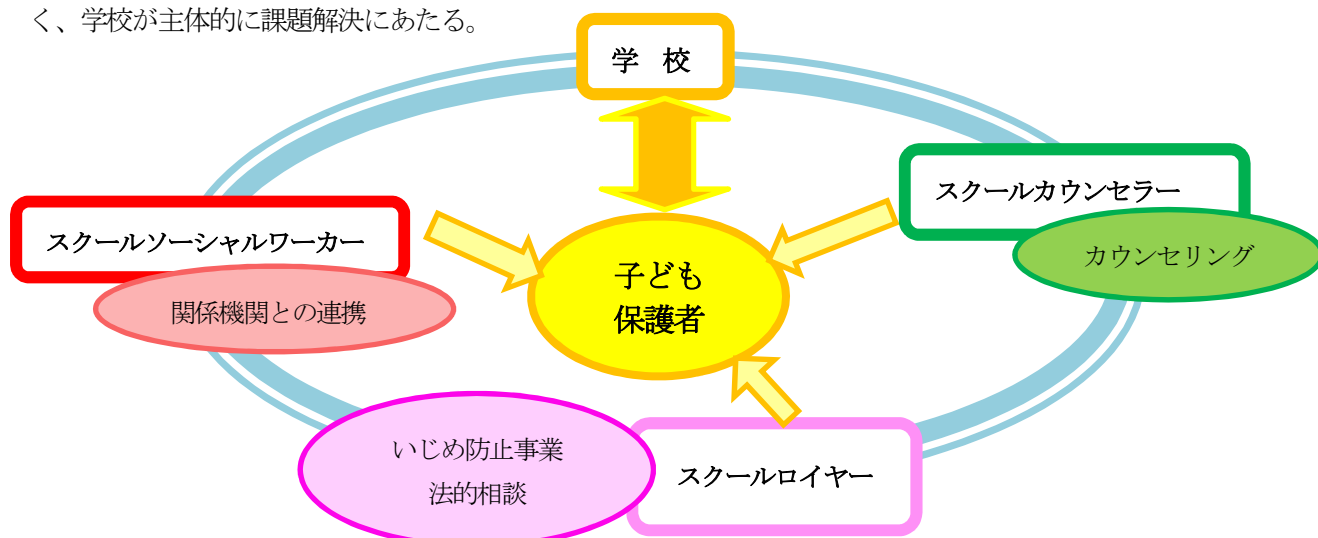 く、学校が主体的に課題解決にあたる。
学 校
スクールカウンセラー
スクールソーシャルワーカー
カウンセリング
子ども
保護者
関係機関との連携
いじめ防止事業
法的相談
スクールロイヤー